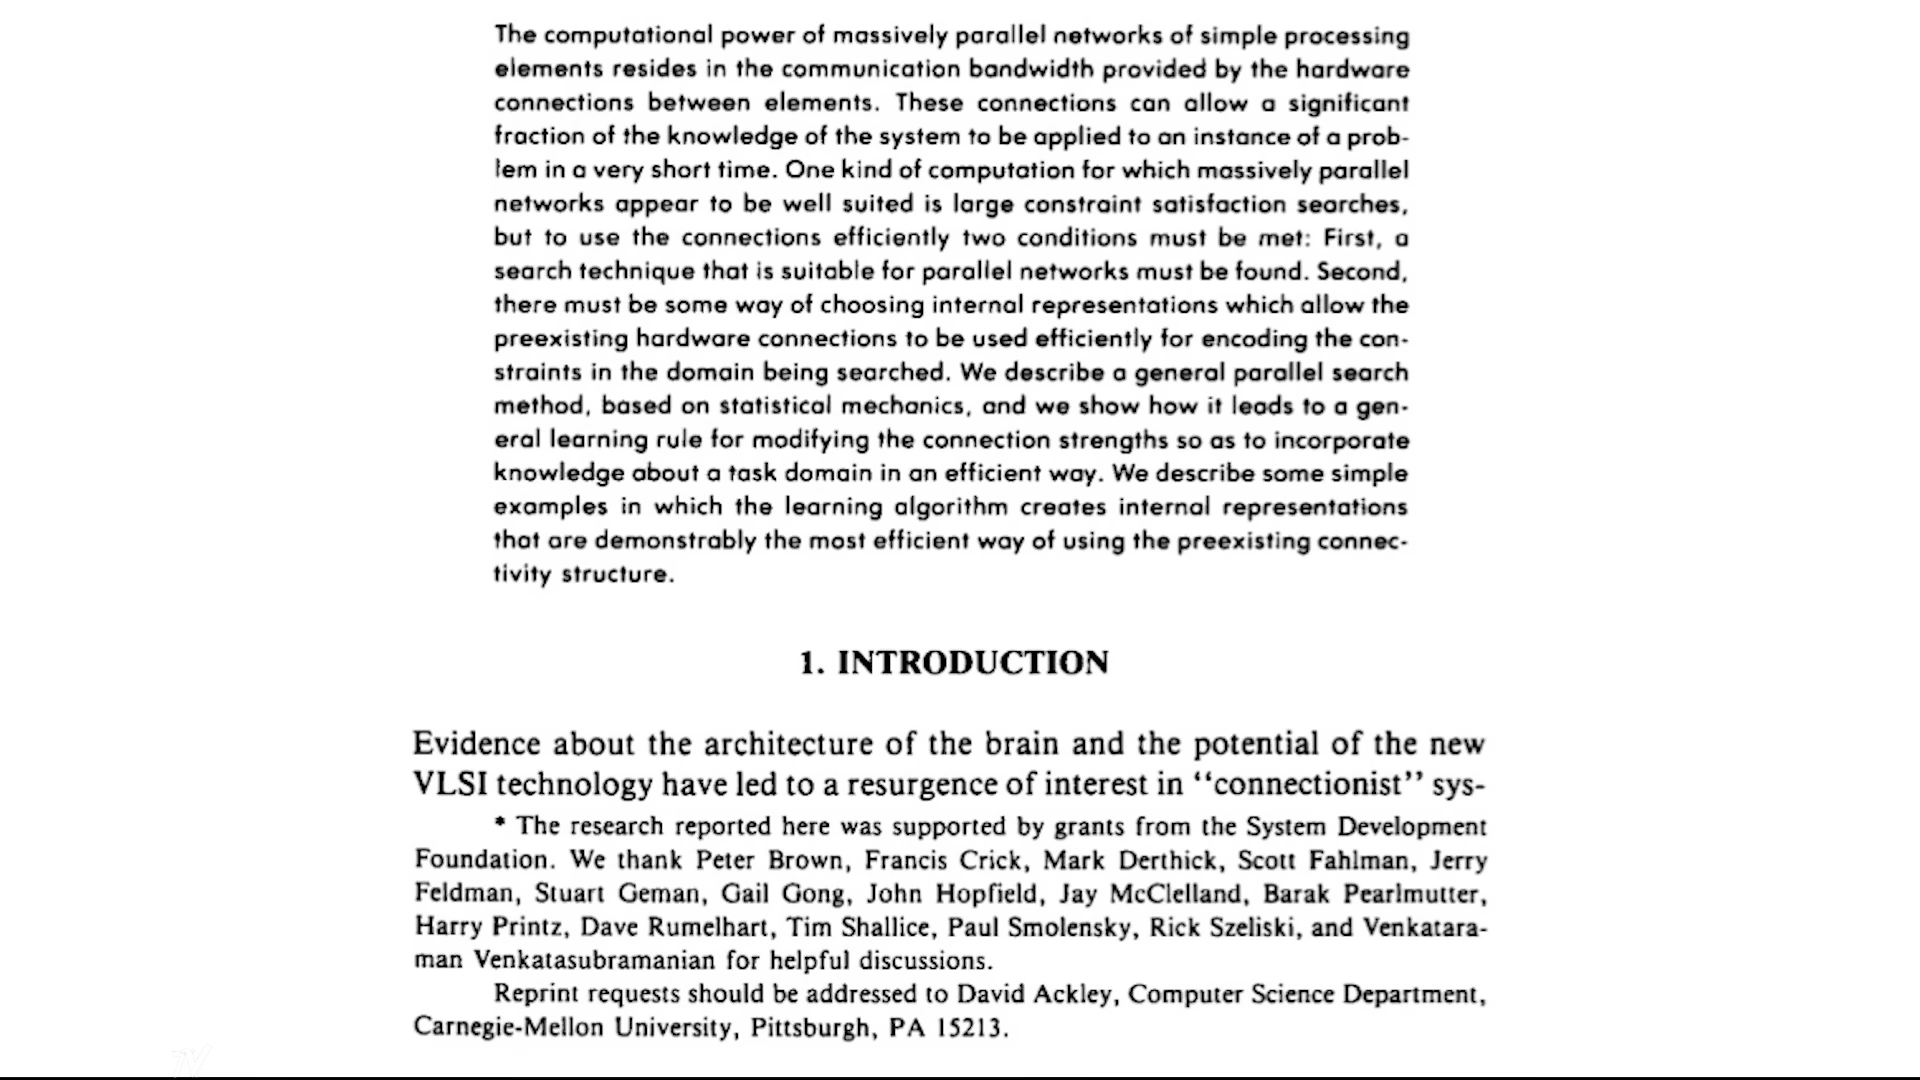 The computational power of massively parallel networks of simple processing
elements resides in the communication bandwidth provided by the hardware
connections between elements. These connections can allow a significant
fraction of the knowledge of the system to be applied to an instance of a prob-
lem in a very short time. One kind of computation for which massively parallel
networks appear to be well suited is large constraint satisfaction searches,
but to use the connections efficiently two conditions must be met: First, a
search technique that is suitable for parallel networks must be found. Second,
there must be some way of choosing internal representations which allow the
preexisting hardware connections to be used efficiently for encoding the con-
straints in the domain being searched. We describe a general parallel search
method, based on statistical mechanics, and we show how it leads to a gen-
eral learning rule for modifying the connection strengths so as to incorporate
knowledge about a task domain in an efficient way. We describe some simple
examples in which the learning algorithm creates internal representations
that are demonstrably the most efficient way of using the preexisting connec-
tivity structure.
1. INTRODUCTION
Evidence about the architecture of the brain and the potential of the new
VLSI technology have led to a resurgence of interest in “connectionist” sys-
* The research reported here was supported by grants from the System Development
Foundation. We thank Peter Brown, Francis Crick, Mark Derthick, Scott Fahlman, Jerry
Feldman, Stuart Geman, Gail Gong, John Hopfield, Jay McClelland, Barak Pearlmutter,
Harry Printz, Dave Rumelhart, Tim Shallice, Paul Smolensky, Rick Szeliski, and Venkatara-
man Venkatasubramanian for helpful discussions.
Reprint requests should be addressed to David Ackley, Computer Science Department,
Carnegie-Mellon University, Pittsburgh, PA 15213.